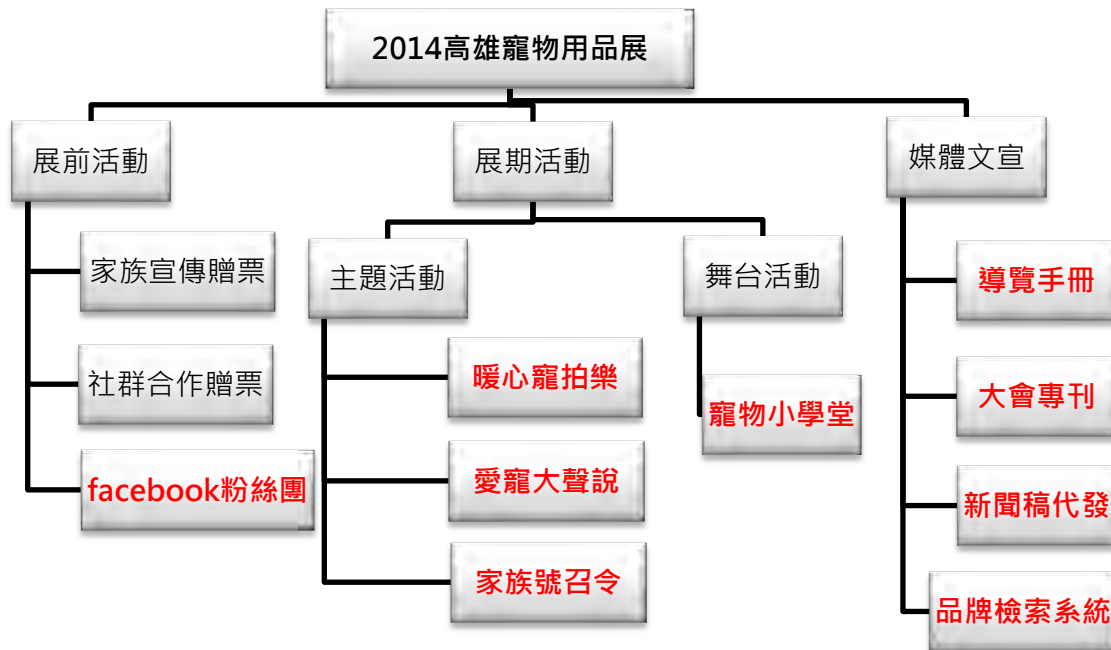 2014高雄寵物用品展
展前活動
家族宣傳贈票
社群合作贈票
facebook粉絲團
展期活動
主題活動
暖心寵拍樂
愛寵大聲說
家族號召令
舞台活動
寵物小學堂
媒體文宣
導覽手冊
大會專刊
新聞稿代發
品牌檢索系統